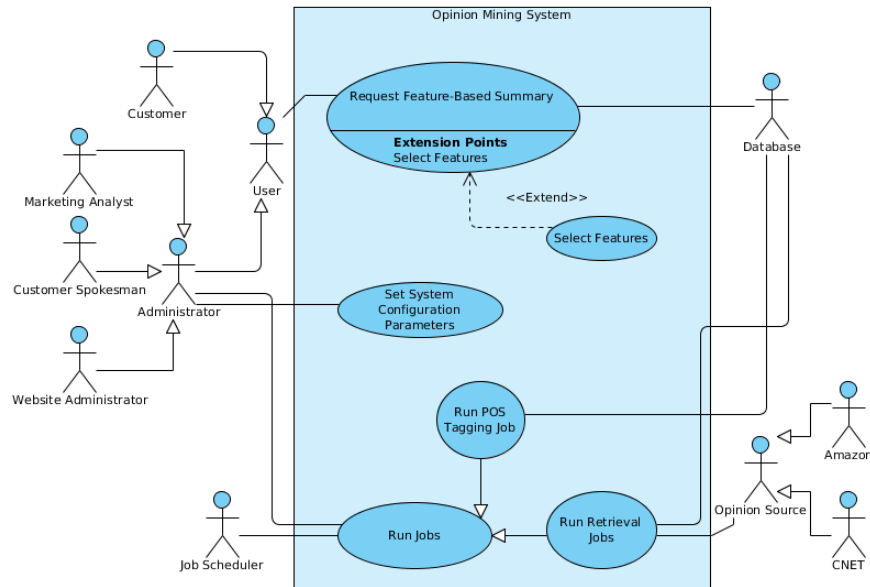 Opinion Mining System
Customer
Request Feature-Based Summary
Extension Points
Select Features
Database
User
Marketing Analyst
<<Extend>>
Select Features
Customer Spokesman
Administrator
Set System
Configuration
Parameters
Website Administrator
Run POS
Tagging Job
Amazon
Opinion Source
Run Jobs
Run Retrieval
Jobs
Job Scheduler
CNET